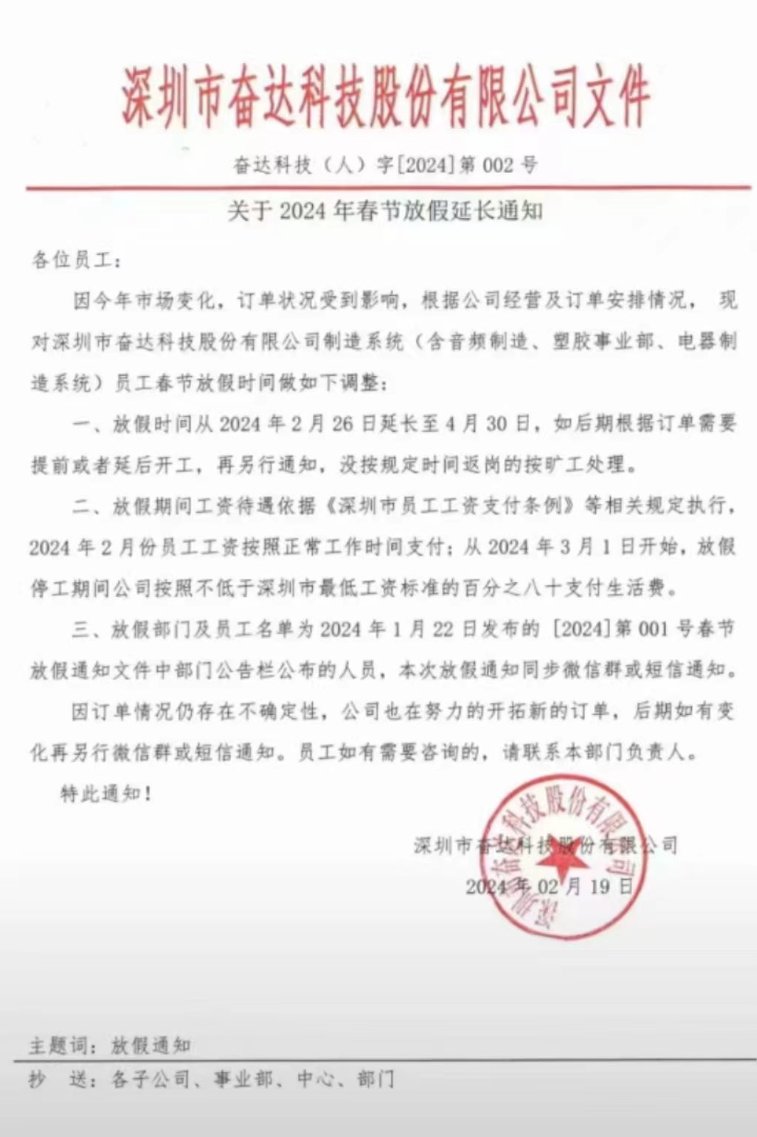 深圳市奋达科技股份有限公司文件
奋达科技（人）字[2024]第 002 号
关于 2024 年春节放假延长通知
各位员工：
因今年市场变化，订单状况受到影响，根据公司经营及订单安排情况， 现
对深圳市奋达科技股份有限公司制造系统（含音频制造、塑胶事业部、电器制
造系统）员工春节放假时间做如下调整：
一、放假时间从 2024 年 2 月 26 日延长至 4 月 30 日，如后期根据订单需要
提前或者延后开工，再另行通知，没按规定时间返岗的按旷工处理。
二、放假期间工资待遇依据《深圳市员工工资支付条例》等相关规定执行，
2024 年 2 月份员工工资按照正常工作时间支付；从 2024 年 3 月 1 日开始，放假
停工期间公司按照不低于深圳市最低工资标准的百分之八十支付生活费。
三、放假部门及员工名单为 2024 年 1 月 22 日发布的 [2024]第 001 号春节
放假通知文件中部门公告栏公布的人员，本次放假通知同步微信群或短信通知。
因订单情况仍存在不确定性，公司也在努力的开拓新的订单，后期如有变
化再另行微信群或短信通知。员工如有需要咨询的，请联系本部门负责人。
特此通知！
深圳市奋达科技股份有限公司
2024 年 02 月 19 日
深圳市奋达科技股份有限公司
主题词：放假通知
抄 送：各子公司、事业部、中心、部门